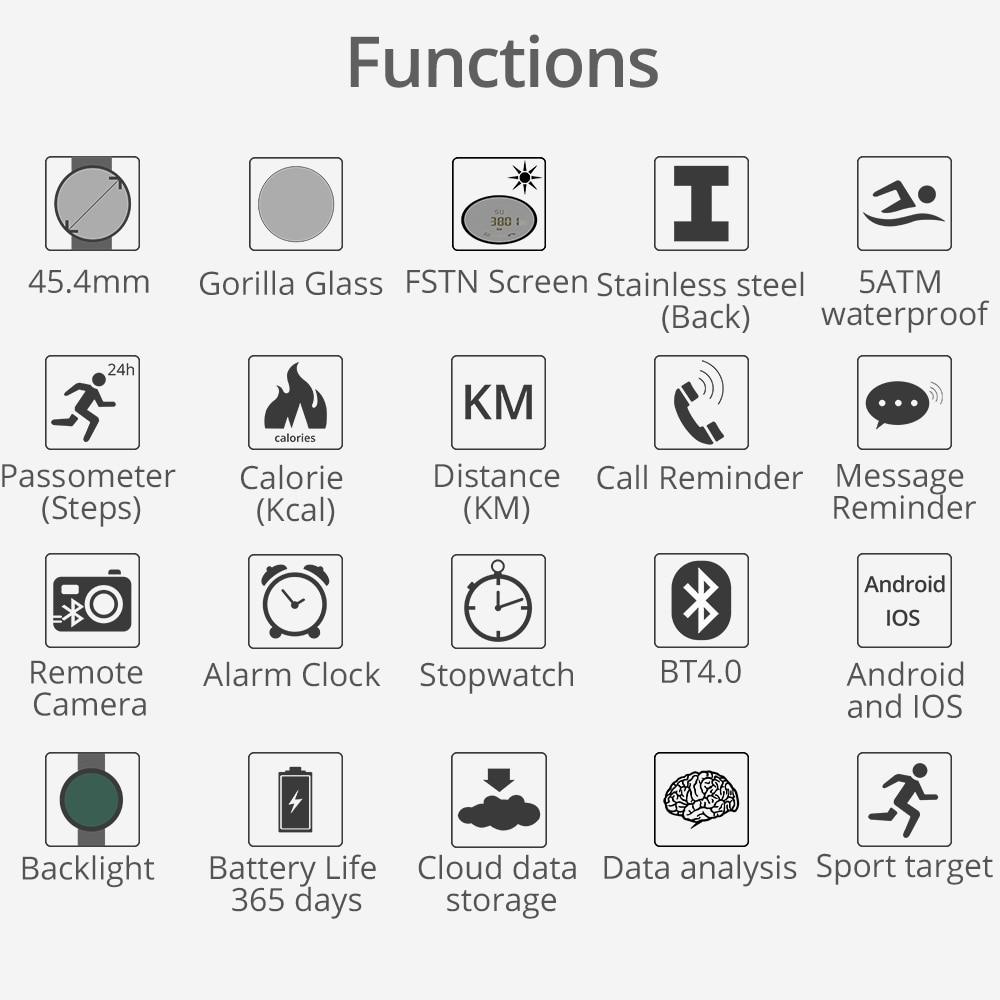 Functions
45.4mm
Gorilla Glass
SU
3801
FSTN Screen
Stainless steel
(Back)
5ATM
waterproof
24h
Passometer
(Steps)
calories
Calorie
(Kcal)
KM
Distance
(KM)
Call Reminder
Message
Reminder
Remote
Camera
Alarm Clock
Stopwatch
BT4.0
Android
IOS
Android
and IOS
Backlight
Battery Life
365 days
Cloud data
storage
Data analysis
Sport target